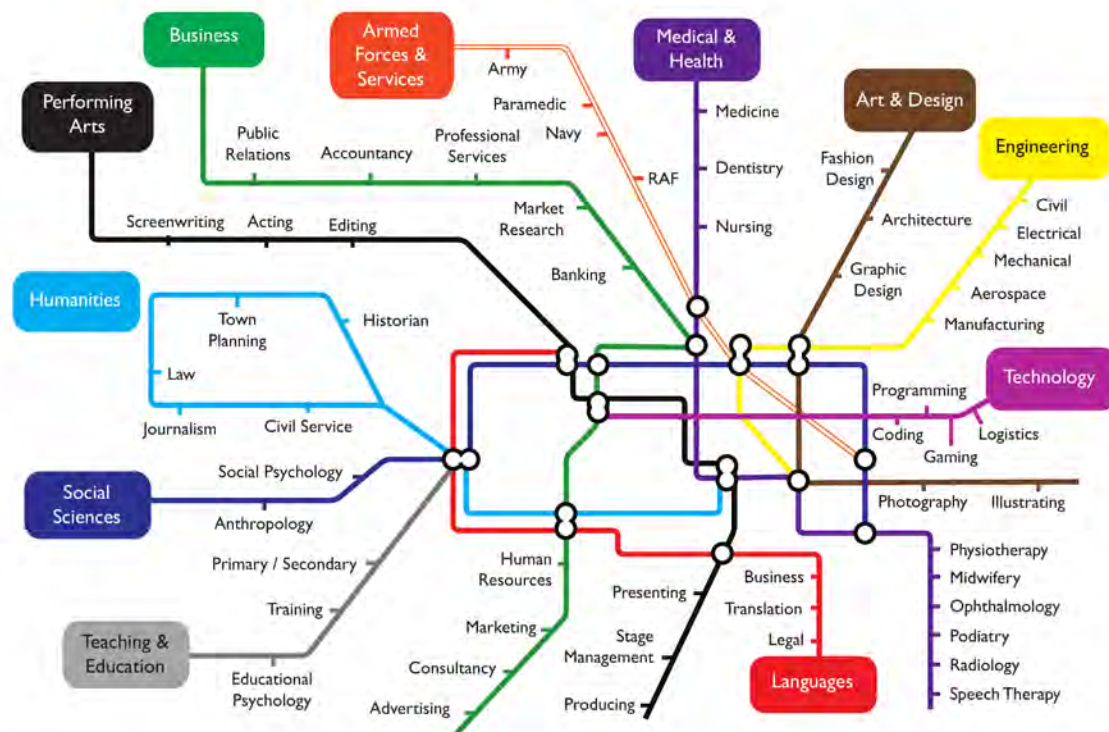 Business
Armed
Forces &
Services
Medical &
Health
Art & Design
Engineering
Performing
Arts
Army
Paramedic
Navy
RAF
Medicine
Dentistry
Nursing
Public
Relations
Accountancy
Professional
Services
Market
Research
Banking
Fashion
Design
Architecture
Graphic
Design
Civil
Electrical
Mechanical
Aerospace
Manufacturing
Screenwriting
Acting
Editing
Humanities
Town
Planning
Historian
Law
Journalism
Civil Service
Technology
Programming
Coding
Gaming
Logistics
Social
Sciences
Social Psychology
Anthropology
Photography
Illustrating
Primary / Secondary
Training
Teaching &
Education
Educational
Psychology
Human
Resources
Marketing
Consultancy
Advertising
Presenting
Stage
Management
Producing
Business
Translation
Legal
Languages
Physiotherapy
Midwifery
Ophthalmology
Podiatry
Radiology
Speech Therapy